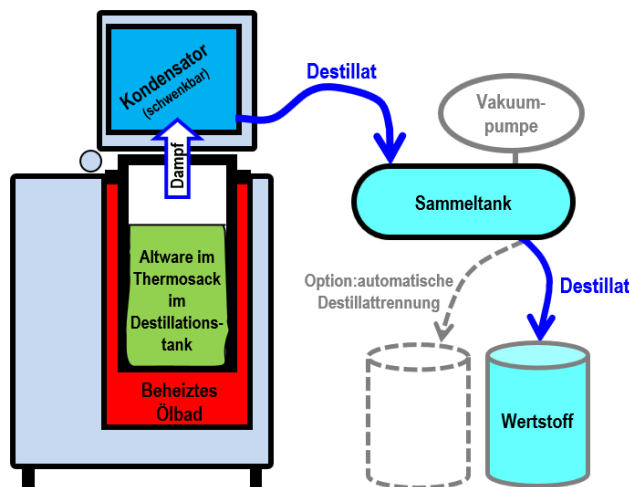 Kondensator
(schwenkbar)
Dampf
Altware im
Thermosack
im
Destillations-
tank
Beheiztes
Ölbad
Destillat
Vakuum-
pumpe
Sammeltank
Option:automatische
Destillattrennung
Destillat
Wertstoff